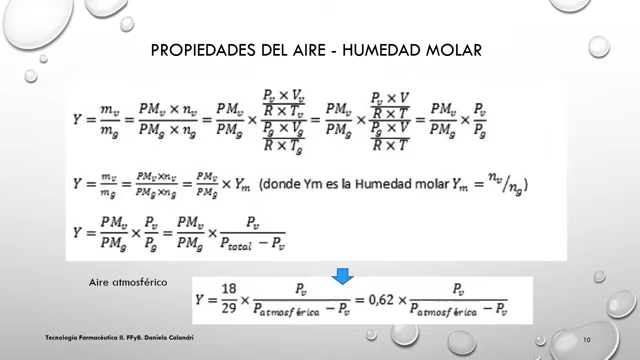 PROPIEDADES DEL AIRE - HUMEDAD MOLAR
Y = m_v/m_g = (PM_v × n_v)/(PM_g × n_g) = PM_v/PM_g × ((P_v × V_v)/(R × T_v))/((P_g × V_g)/(R × T_g)) = PM_v/PM_g × ((P_v × V)/(R × T))/((P_g × V)/(R × T)) = PM_v/PM_g × P_v/P_g
Y = m_v/m_g = (PM_v×n_v)/(PM_g×n_g) = PM_v/PM_g × Y_m (donde Ym es la Humedad molar Y_m = n_v/n_g)
Y = PM_v/PM_g × P_v/P_g = PM_v/PM_g × P_v/(P_total − P_v)
Aire atmosférico
Y = 18/29 × P_v/(P_atmosférica − P_v) = 0,62 × P_v/(P_atmosférica − P_v)
Tecnología Farmacéutica II. FFyB. Daniela Calandri
10